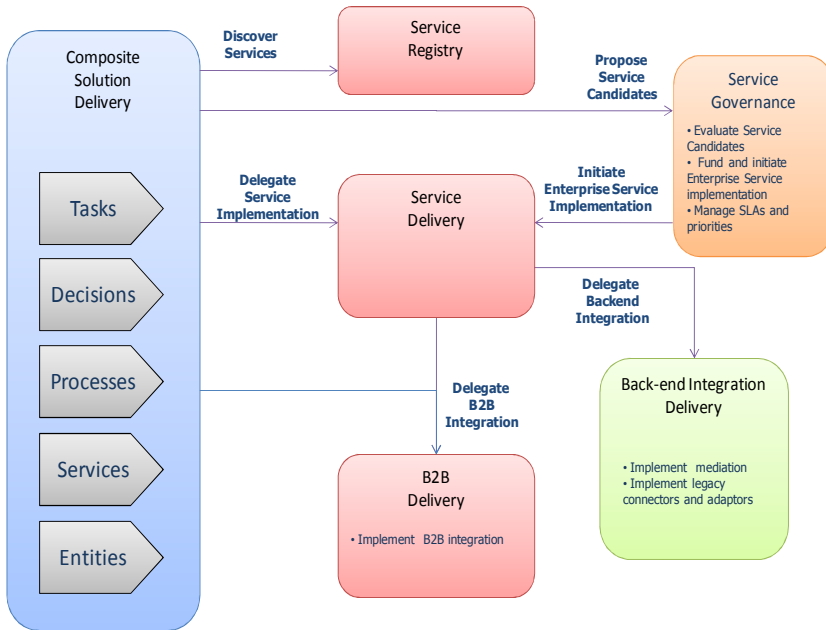 Composite
Solution
Delivery
Tasks
Decisions
Processes
Services
Entities
Discover
Services
Service
Registry
Propose
Service
Candidates
Service
Governance
• Evaluate Service
Candidates
• Fund and initiate
Enterprise Service
implementation
• Manage SLAs and
priorities
Delegate
Service
Implementation
Service
Delivery
Initiate
Enterprise Service
Implementation
Delegate
Backend
Integration
Delegate
B2B
Integration
Back-end Integration
Delivery
• Implement mediation
• Implement legacy
connectors and adaptors
B2B
Delivery
• Implement B2B integration